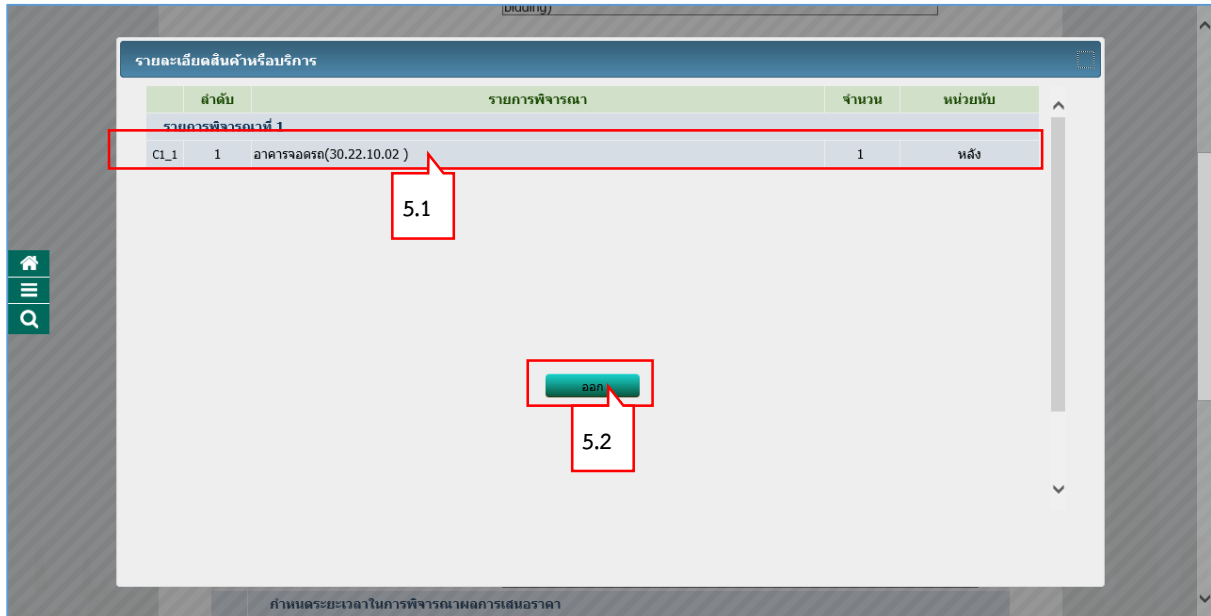 bidding)
รายละเอียดสินค้าหรือบริการ
ลำดับ รายการพิจารณา จำนวน หน่วยนับ
รายการพิจารณาที่ 1
C1_1 1 อาคารจอดรถ(30.22.10.02 ) 1 หลัง
5.1
ออก
5.2
กำหนดระยะเวลาในการพิจารณาผลการเสนอราคา